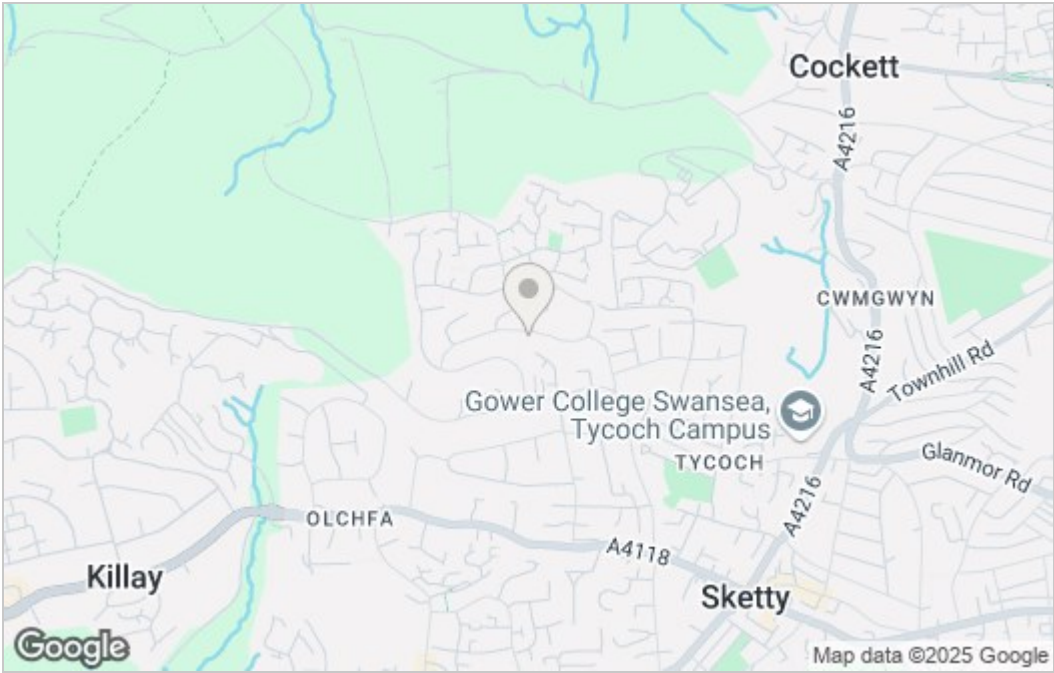 Cockett
A4216
CWMGWYN
A4216
Townhill Rd
Gower College Swansea,
Tycoch Campus
TYCOCH
Glanmor Rd
A4216
OLCHFA
A4118
Killay
Sketty
Google
Map data ©2025 Google